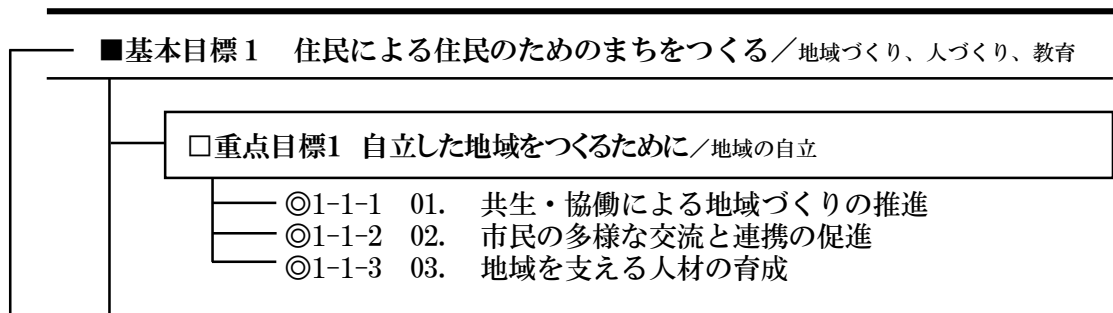 ■基本目標1　住民による住民のためのまちをつくる／地域づくり、人づくり、教育
□重点目標1 自立した地域をつくるために／地域の自立
◎1-1-1　01.　共生・協働による地域づくりの推進
◎1-1-2　02.　市民の多様な交流と連携の促進
◎1-1-3　03.　地域を支える人材の育成